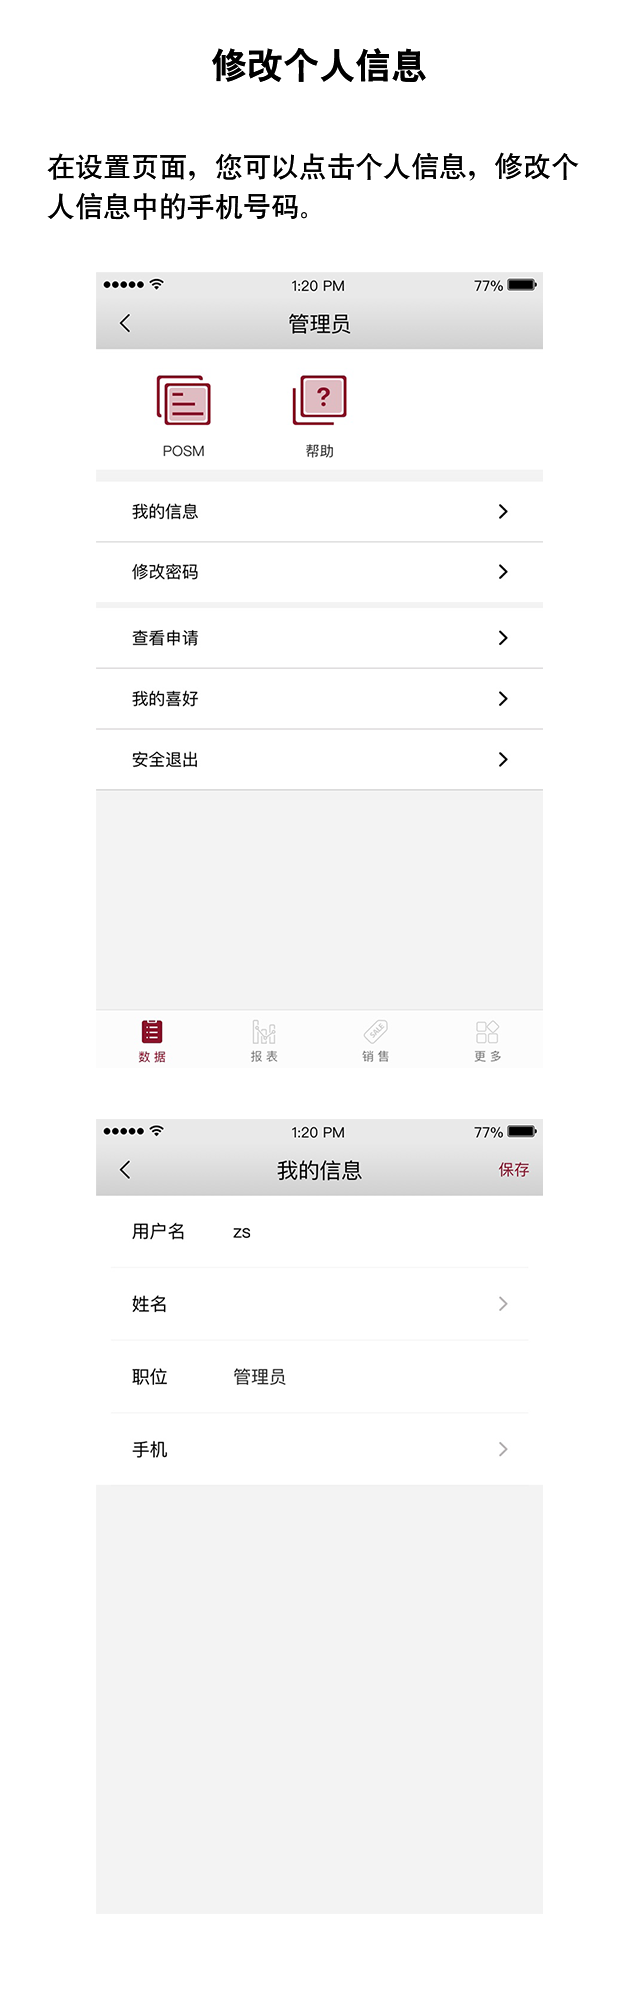 修改个人信息
在设置页面，您可以点击个人信息，修改个
人信息中的手机号码。
1:20 PM 77%
管理员
?
POSM 帮助
我的信息
修改密码
查看申请
我的喜好
安全退出
SALE
数据 报表 销售 更多
1:20 PM 77%
我的信息 保存
用户名 zs
姓名
职位 管理员
手机